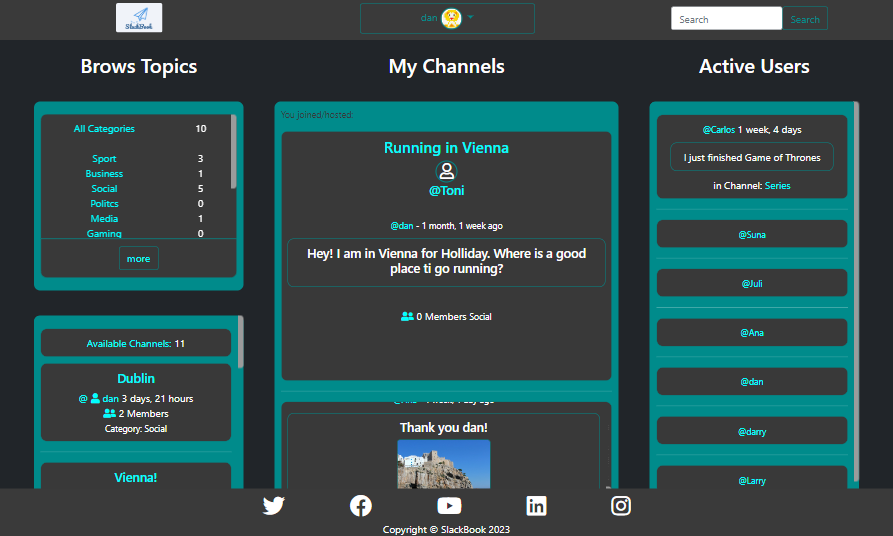 SlackBook
dan
Search
Search
Brows Topics
All Categories 10
Sport 3
Business 1
Social 5
Politcs 0
Media 1
Gaming 0
more
Available Channels: 11
Dublin
@ dan 3 days, 21 hours
2 Members
Category: Social
Vienna!
My Channels
You joined/hosted:
Running in Vienna
@Toni
@dan - 1 month, 1 week ago
Hey! I am in Vienna for Holliday. Where is a good
place ti go running?
0 Members Social
Thank you dan!
Active Users
@Carlos 1 week, 4 days
I just finished Game of Thrones
in Channel: Series
@Suna
@Juli
@Ana
@dan
@darry
@Larry
Copyright © SlackBook 2023